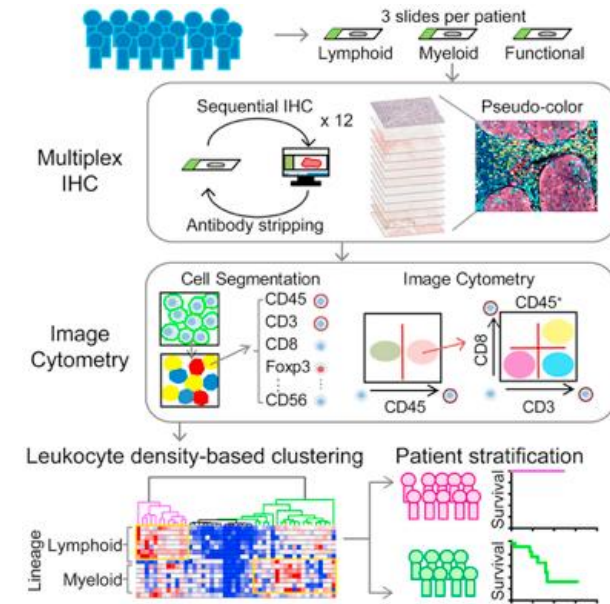 3 slides per patient
Lymphoid Myeloid Functional
Multiplex
IHC
Sequential IHC
x 12
Antibody stripping
Pseudo-color
Image
Cytometry
Cell Segmentation
CD45
CD3
CD8
Foxp3
CD56
Image Cytometry
CD45
CD45+
CD8
CD3
Leukocyte density-based clustering
Lineage
Lymphoid
Myeloid
Patient stratification
Survival
Survival